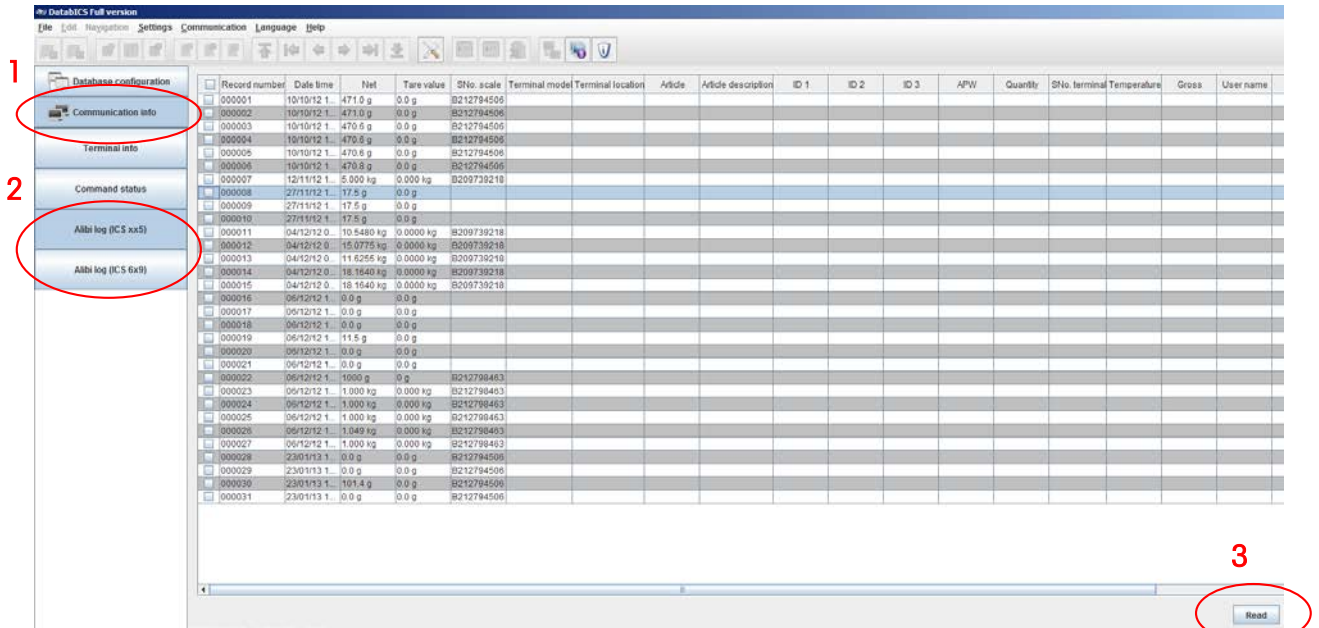 DatabICS Full version
File Edit Navigation Settings Communication Language Help
1
Database configuration
Communication info
Terminal info
2
Command status
Alibi log (ICS xx5)
Alibi log (ICS 6x9)
Record number Date time Net Tare value SNo. scale Terminal model Terminal location Article Article description ID 1 ID 2 ID 3 APW Quantity SNo. terminal Temperature Gross User name
000001 10/10/12 1... 471.0 g 0.0 g B212794506
000002 10/10/12 1... 471.0 g 0.0 g B212794506
000003 10/10/12 1... 470.6 g 0.0 g B212794506
000004 10/10/12 1... 470.6 g 0.0 g B212794506
000005 10/10/12 1... 470.6 g 0.0 g B212794506
000006 10/10/12 1... 470.8 g 0.0 g B212794506
000007 12/11/12 1... 5.000 kg 0.000 kg B209739218
000008 27/11/12 1... 17.5 g 0.0 g
000009 27/11/12 1... 17.5 g 0.0 g
000010 27/11/12 1... 17.5 g 0.0 g
000011 04/12/12 0... 10.5480 kg 0.0000 kg B209739218
000012 04/12/12 0... 15.0775 kg 0.0000 kg B209739218
000013 04/12/12 0... 11.6255 kg 0.0000 kg B209739218
000014 04/12/12 0... 18.1640 kg 0.0000 kg B209739218
000015 04/12/12 0... 18.1640 kg 0.0000 kg B209739218
000016 06/12/12 1... 0.0 g 0.0 g
000017 06/12/12 1... 0.0 g 0.0 g
000018 06/12/12 1... 0.0 g 0.0 g
000019 06/12/12 1... 11.5 g 0.0 g
000020 06/12/12 1... 0.0 g 0.0 g
000021 06/12/12 1... 0.0 g 0.0 g
000022 06/12/12 1... 1000 g 0 g B212798463
000023 06/12/12 1... 1.000 kg 0.000 kg B212798463
000024 06/12/12 1... 1.000 kg 0.000 kg B212798463
000025 06/12/12 1... 1.000 kg 0.000 kg B212798463
000026 06/12/12 1... 1.049 kg 0.000 kg B212798463
000027 06/12/12 1... 1.000 kg 0.000 kg B212798463
000028 23/01/13 1... 0.0 g 0.0 g B212794506
000029 23/01/13 1... 0.0 g 0.0 g B212794506
000030 23/01/13 1... 101.4 g 0.0 g B212794506
000031 23/01/13 1... 0.0 g 0.0 g B212794506
3
Read